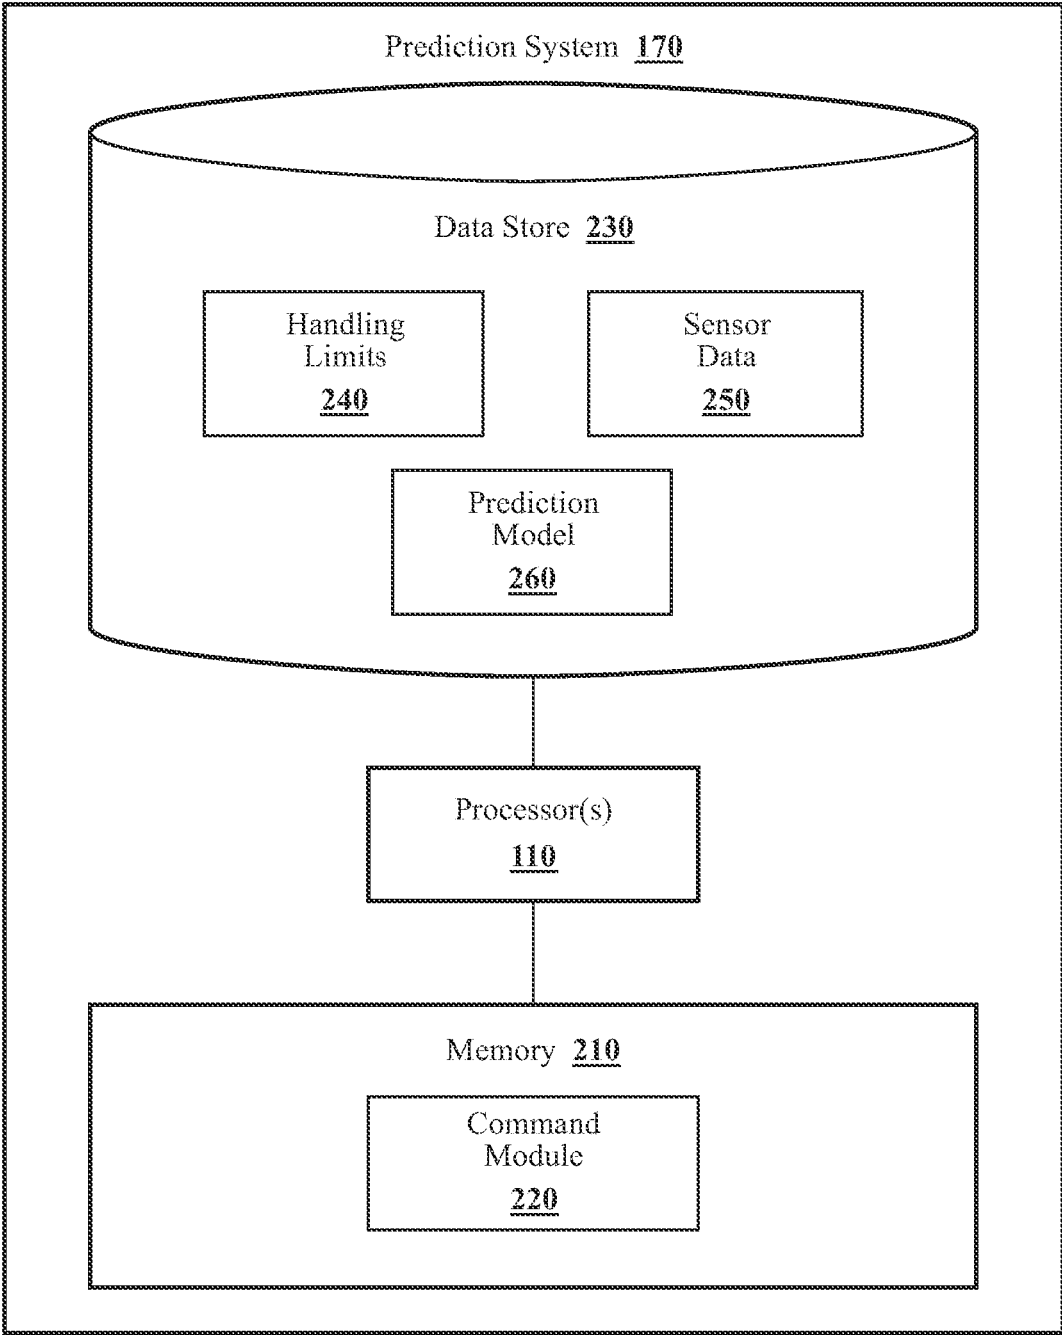 Prediction System 170
Data Store 230
Handling
Limits
240
Sensor
Data
250
Prediction
Model
260
Processor(s)
110
Memory 210
Command
Module
220